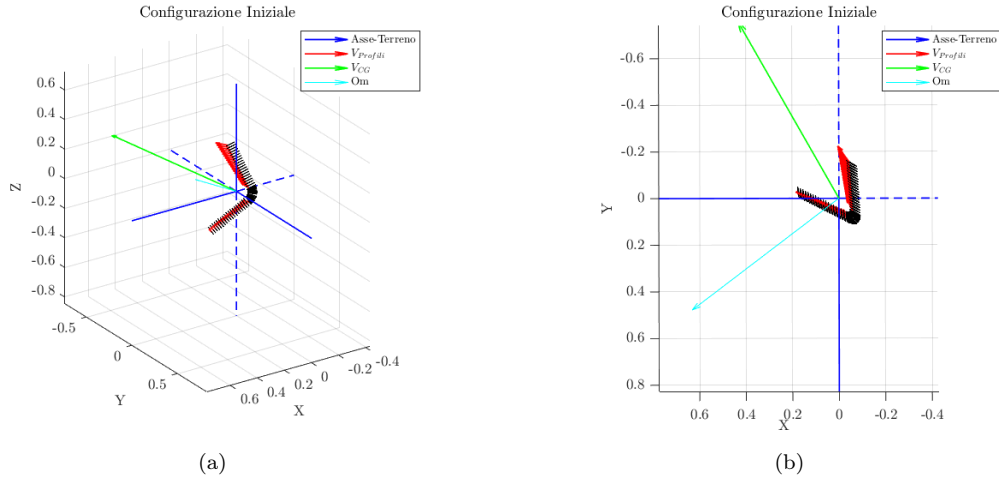 Configurazione Iniziale
Asse-Terreno
V_Profili
V_CG
Om
0.6
0.4
0.2
0
-0.2
-0.4
-0.6
-0.8
Z
-0.5
0
0.5
Y
0.6 0.4 0.2 0 -0.2 -0.4
X
(a)
Configurazione Iniziale
Asse-Terreno
V_Profili
V_CG
Om
-0.6
-0.4
-0.2
0
0.2
0.4
0.6
0.8
Y
0.6 0.4 0.2 0 -0.2 -0.4
X
(b)